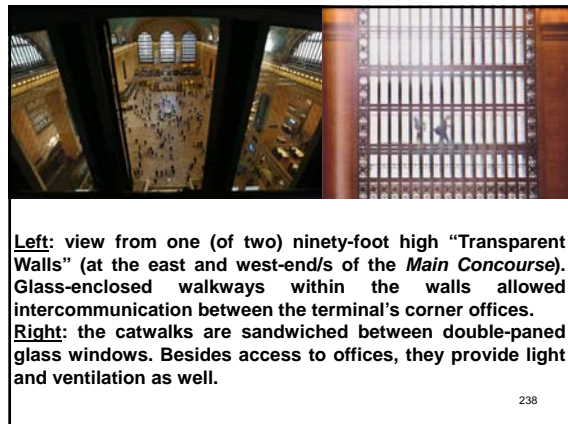 Left: view from one (of two) ninety-foot high “Transparent
Walls” (at the east and west-end/s of the Main Concourse).
Glass-enclosed walkways within the walls allowed
intercommunication between the terminal’s corner offices.
Right: the catwalks are sandwiched between double-paned
glass windows. Besides access to offices, they provide light
and ventilation as well.
238